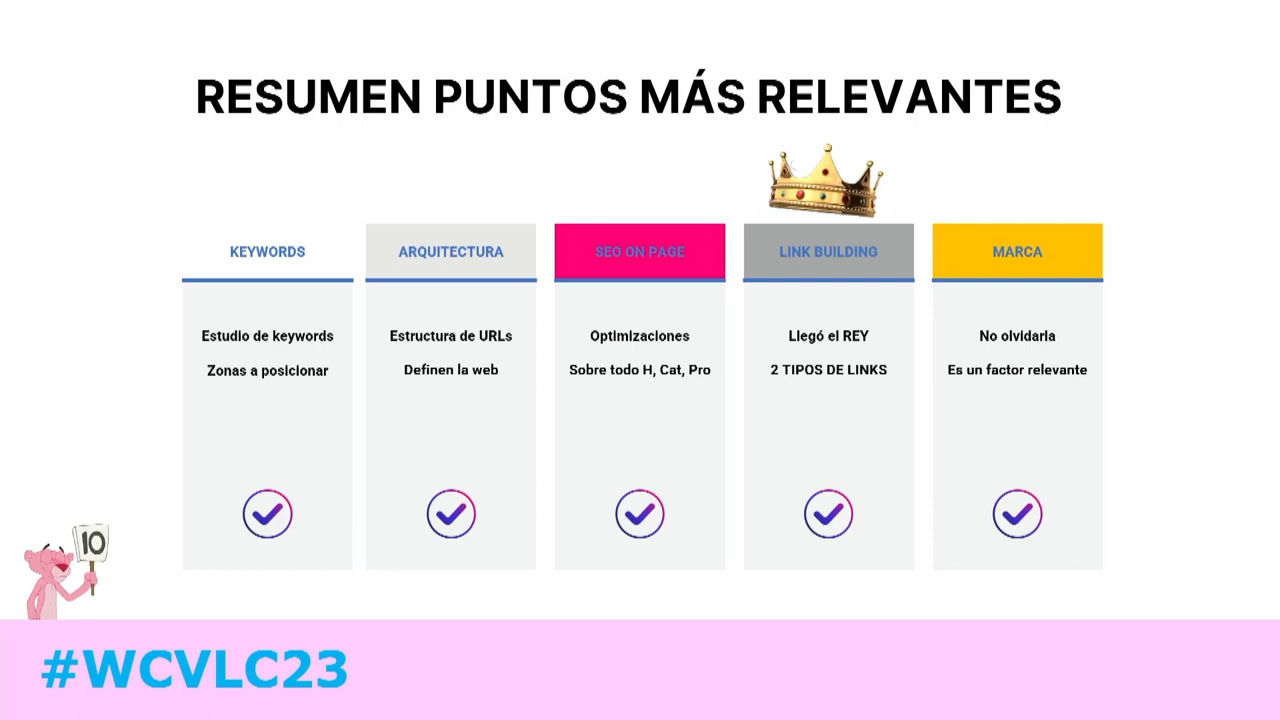 RESUMEN PUNTOS MÁS RELEVANTES
KEYWORDS
Estudio de keywords
Zonas a posicionar
ARQUITECTURA
Estructura de URLs
Definen la web
SEO ON PAGE
Optimizaciones
Sobre todo H, Cat, Pro
LINK BUILDING
Llegó el REY
2 TIPOS DE LINKS
MARCA
No olvidarla
Es un factor relevante
10
#WCVLC23